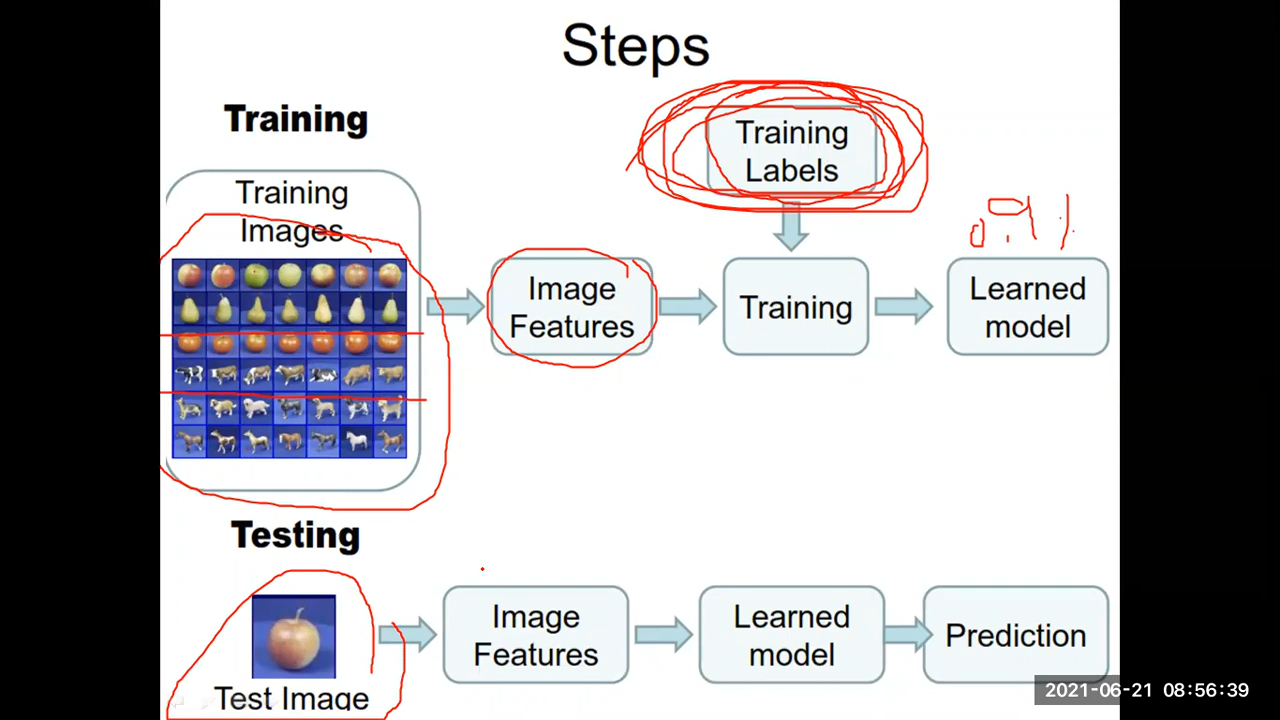 Steps
Training
Training
Images
Image
Features
Training
Labels
Training
Learned
model
Testing
Test Image
Image
Features
Learned
model
Prediction
2021-06-21 08:56:39